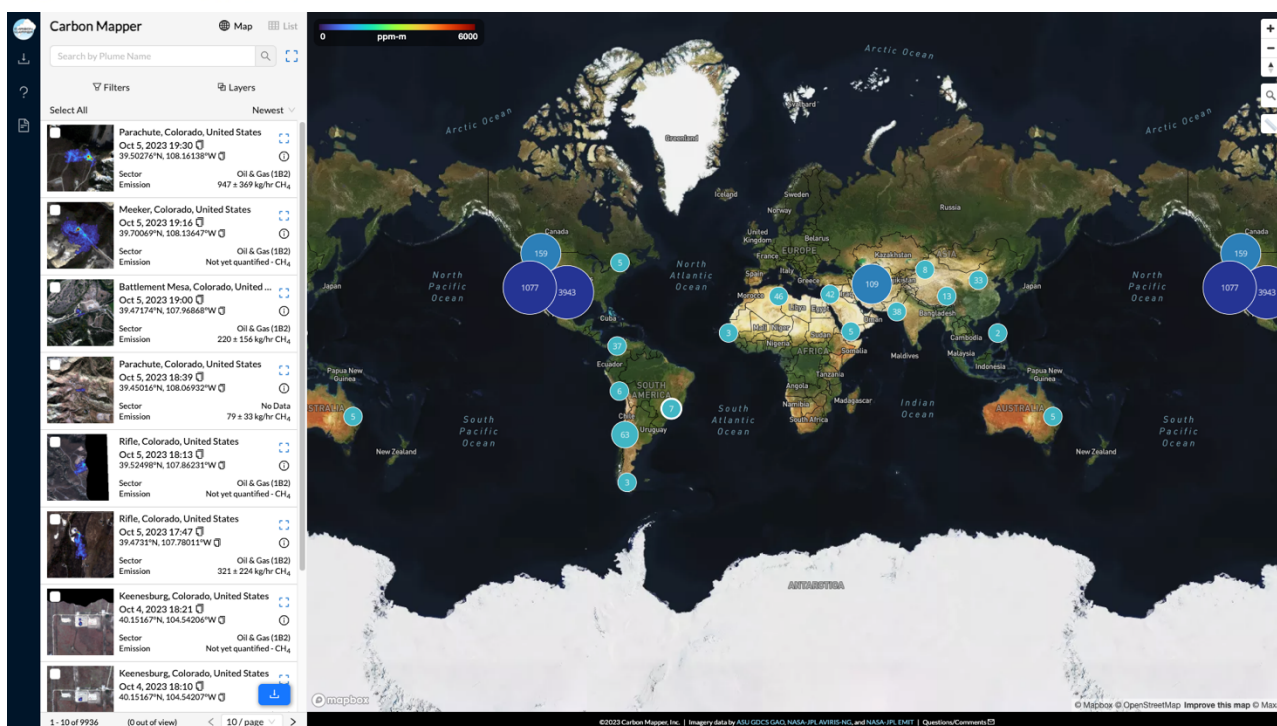 Carbon Mapper
Map
List
Search by Plume Name
Filters
Layers
Select All
Newest
Parachute, Colorado, United States
Oct 5, 2023 19:30
39.50276°N, 108.16138°W
Sector Oil & Gas (1B2)
Emission 947 ± 369 kg/hr CH₄
Meeker, Colorado, United States
Oct 5, 2023 19:16
39.70069°N, 108.13647°W
Sector Oil & Gas (1B2)
Emission Not yet quantified - CH₄
Battlement Mesa, Colorado, United ...
Oct 5, 2023 19:00
39.47174°N, 107.96868°W
Sector Oil & Gas (1B2)
Emission 220 ± 156 kg/hr CH₄
Parachute, Colorado, United States
Oct 5, 2023 18:39
39.45016°N, 108.06932°W
Sector No Data
Emission 79 ± 33 kg/hr CH₄
Rifle, Colorado, United States
Oct 5, 2023 18:13
39.52498°N, 107.86231°W
Sector Oil & Gas (1B2)
Emission Not yet quantified - CH₄
Rifle, Colorado, United States
Oct 5, 2023 17:47
39.4731°N, 107.78011°W
Sector Oil & Gas (1B2)
Emission 321 ± 224 kg/hr CH₄
Keenesburg, Colorado, United States
Oct 4, 2023 18:21
40.15167°N, 104.54206°W
Sector Oil & Gas (1B2)
Emission Not yet quantified - CH₄
Keenesburg, Colorado, United States
Oct 4, 2023 18:10
40.15167°N, 104.54207°W
1 - 10 of 9936 (0 out of view) < 10 / page >
0 ppm-m 6000
Arctic Ocean
Arctic Ocean
Arctic Ocean
Svalbard
Greenland
Iceland
Sweden
Norway
Russia
Canada
Canada
United Kingdom
Belarus
EUROPE
France
Kazakhstan
ASIA
159
5
8
159
North Pacific Ocean
North Atlantic Ocean
North Pacific Ocean
Spain
Italy
Greece
Japan
Japan
1077
3943
109
33
1077
3943
Morocco
46
42
Iraq
13
Libya
Egypt
Oman
38
Bangladesh
Cuba
3
Mali
Niger
Sudan
5
2
Nigeria
AFRICA
Somalia
Cambodia
Maldives
Malaysia
37
Ecuador
Indonesia
Papua New Guinea
Papua New Guinea
Tanzania
6
SOUTH AMERICA
Angola
Namibia
Madagascar
Indian Ocean
7
South Africa
STRALIA
5
AUSTRALIA
5
South Pacific Ocean
Chile
63
Uruguay
South Atlantic Ocean
South Pacific Ocean
New Zealand
New Zealand
3
ANTARCTICA
mapbox
© Mapbox © OpenStreetMap Improve this map © Max
©2023 Carbon Mapper, Inc. | Imagery data by ASU GDCS GAO, NASA-JPL AVIRIS-NG, and NASA-JPL EMIT | Questions/Comments